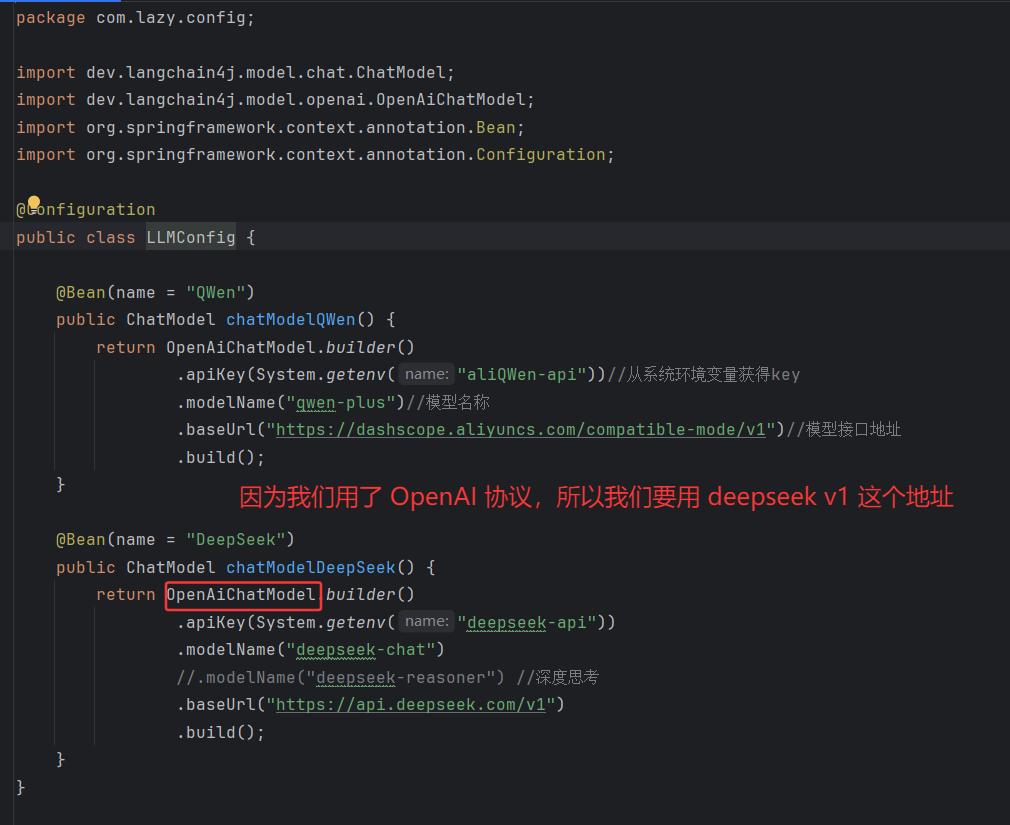 package com.lazy.config;
import dev.langchain4j.model.chat.ChatModel;
import dev.langchain4j.model.openai.OpenAiChatModel;
import org.springframework.context.annotation.Bean;
import org.springframework.context.annotation.Configuration;
@Configuration
public class LLMConfig {
@Bean(name = "QWen")
public ChatModel chatModelQWen() {
return OpenAiChatModel.builder()
.apiKey(System.getenv( name: "aliQWen-api"))//从系统环境变量获得key
.modelName("qwen-plus")//模型名称
.baseUrl("https://dashscope.aliyuncs.com/compatible-mode/v1")//模型接口地址
.build();
}
因为我们用了 OpenAI 协议，所以我们要用 deepseek v1 这个地址
@Bean(name = "DeepSeek")
public ChatModel chatModelDeepSeek() {
return OpenAiChatModel.builder()
.apiKey(System.getenv( name: "deepseek-api"))
.modelName("deepseek-chat")
//.modelName("deepseek-reasoner") //深度思考
.baseUrl("https://api.deepseek.com/v1")
.build();
}
}